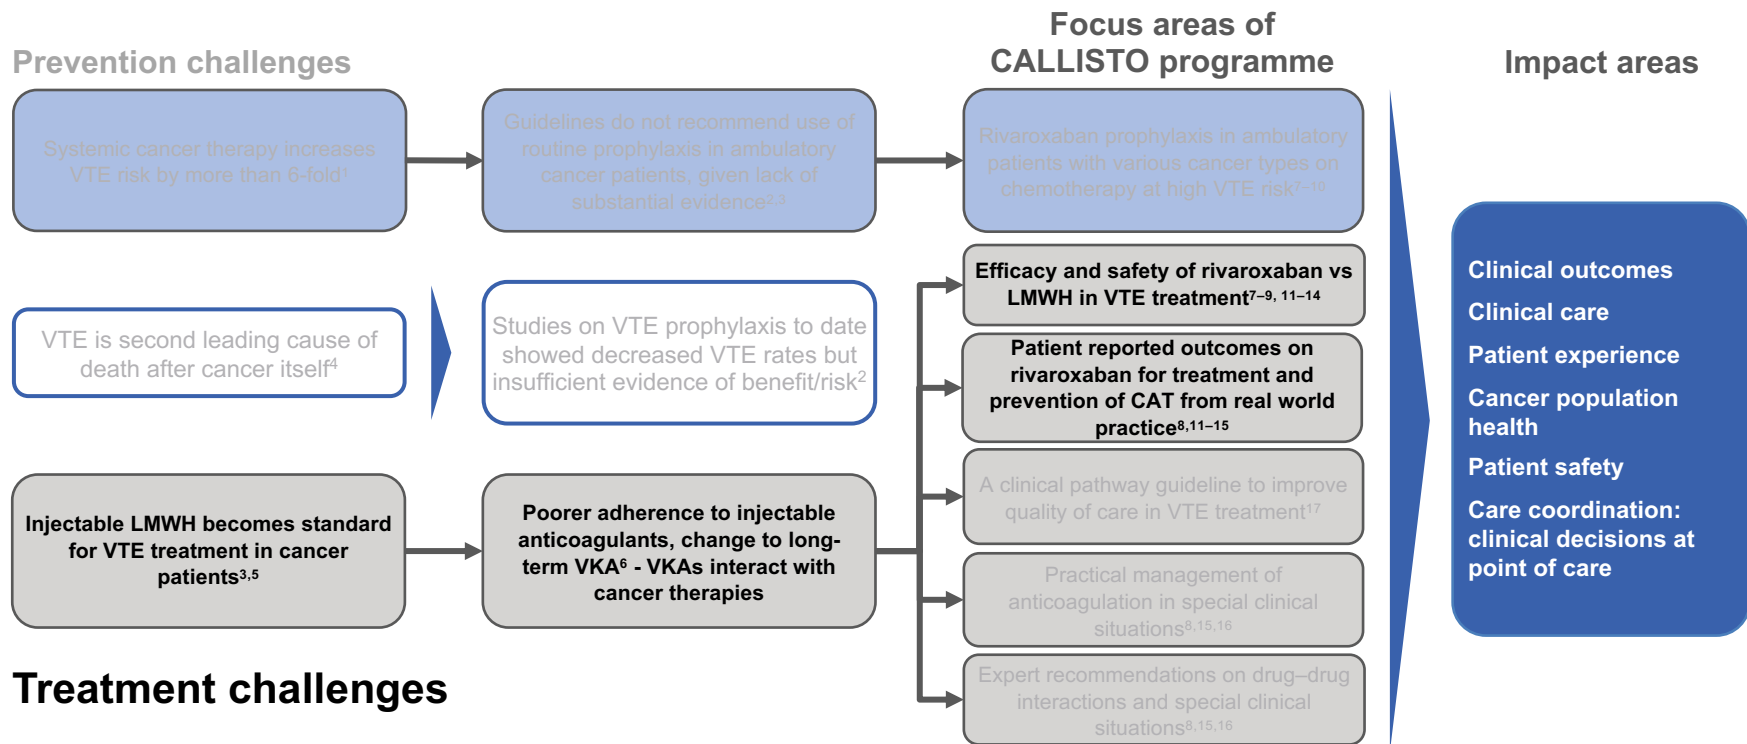 Prevention challenges
Focus areas of
CALLISTO programme
Impact areas
Systemic cancer therapy increases
VTE risk by more than 6-fold¹
Guidelines do not recommend use of
routine prophylaxis in ambulatory
cancer patients, given lack of
substantial evidence²,³
Rivaroxaban prophylaxis in ambulatory
patients with various cancer types on
chemotherapy at high VTE risk⁷–¹⁰
VTE is second leading cause of
death after cancer itself⁴
Studies on VTE prophylaxis to date
showed decreased VTE rates but
insufficient evidence of benefit/risk²
Injectable LMWH becomes standard
for VTE treatment in cancer
patients³,⁵
Poorer adherence to injectable
anticoagulants, change to long-
term VKA⁶ - VKAs interact with
cancer therapies
Efficacy and safety of rivaroxaban vs
LMWH in VTE treatment⁷–⁹, ¹¹–¹⁴
Patient reported outcomes on
rivaroxaban for treatment and
prevention of CAT from real world
practice⁸,¹¹–¹⁵
A clinical pathway guideline to improve
quality of care in VTE treatment¹⁷
Practical management of
anticoagulation in special clinical
situations⁸,¹⁵,¹⁶
Expert recommendations on drug–drug
interactions and special clinical
situations⁸,¹⁵,¹⁶
Clinical outcomes
Clinical care
Patient experience
Cancer population
health
Patient safety
Care coordination:
clinical decisions at
point of care
Treatment challenges